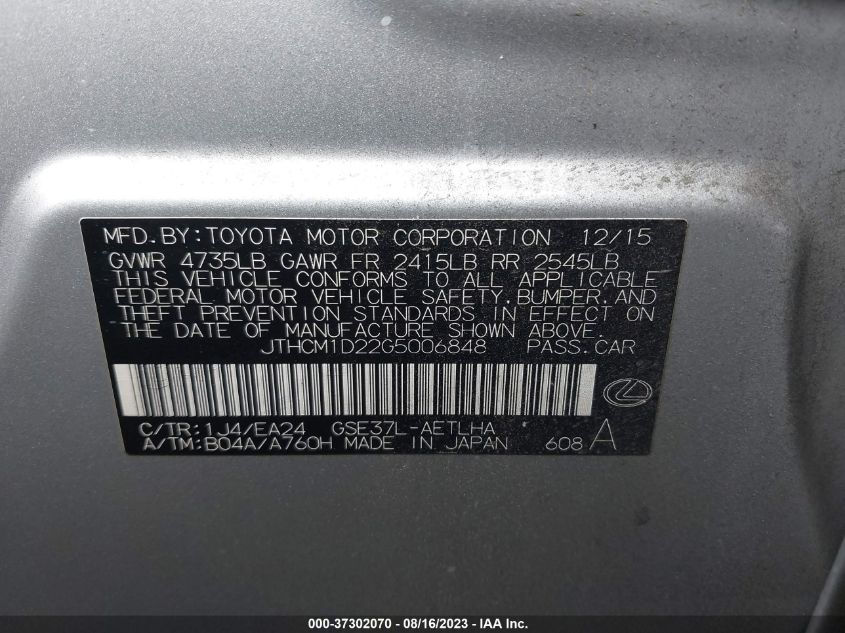 MFD.BY:TOYOTA MOTOR CORPORATION 12/15
GVWR 4735LB GAWR FR 2415LB RR 2545LB
THIS VEHICLE CONFORMS TO ALL APPLICABLE
FEDERAL MOTOR VEHICLE SAFETY,BUMPER,AND
THEFT PREVENTION STANDARDS IN EFFECT ON
THE DATE OF MANUFACTURE SHOWN ABOVE.
JTHCM1D22G5006848 PASS.CAR
C/TR:1J4/EA24 GSE37L-AETLHA
A/TM:B04A/A760H MADE IN JAPAN 608 A
000-37302070 - 08/16/2023 - IAA Inc.